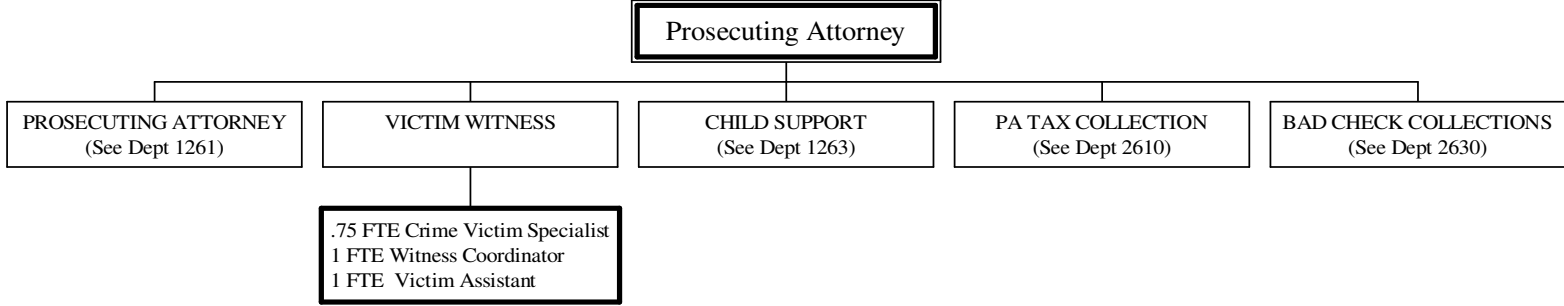 Prosecuting Attorney
PROSECUTING ATTORNEY
(See Dept 1261)
VICTIM WITNESS
CHILD SUPPORT
(See Dept 1263)
PA TAX COLLECTION
(See Dept 2610)
BAD CHECK COLLECTIONS
(See Dept 2630)
.75 FTE Crime Victim Specialist
1 FTE Witness Coordinator
1 FTE  Victim Assistant